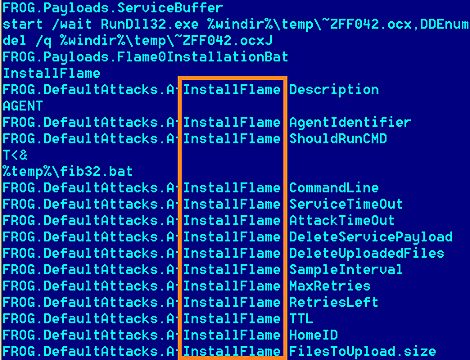 FROG.Payloads.ServiceBuffer
start /wait RunDll32.exe %windir%\temp\~ZFF042.ocx,DDEnum
del /q %windir%\temp\~ZFF042.ocxJ
FROG.Payloads.Flame0InstallationBat
InstallFlame
FROG.DefaultAttacks.A-InstallFlame Description
AGENT
FROG.DefaultAttacks.A-InstallFlame AgentIdentifier
FROG.DefaultAttacks.A-InstallFlame ShouldRunCMD
T<&
%temp%\fib32.bat
FROG.DefaultAttacks.A-InstallFlame CommandLine
FROG.DefaultAttacks.A-InstallFlame ServiceTimeOut
FROG.DefaultAttacks.A-InstallFlame AttackTimeOut
FROG.DefaultAttacks.A-InstallFlame DeleteServicePayload
FROG.DefaultAttacks.A-InstallFlame DeleteUploadedFiles
FROG.DefaultAttacks.A-InstallFlame SampleInterval
FROG.DefaultAttacks.A-InstallFlame MaxRetries
FROG.DefaultAttacks.A-InstallFlame RetriesLeft
FROG.DefaultAttacks.A-InstallFlame TTL
FROG.DefaultAttacks.A-InstallFlame HomeID
FROG.DefaultAttacks.A-InstallFlame FilesToUpload.size